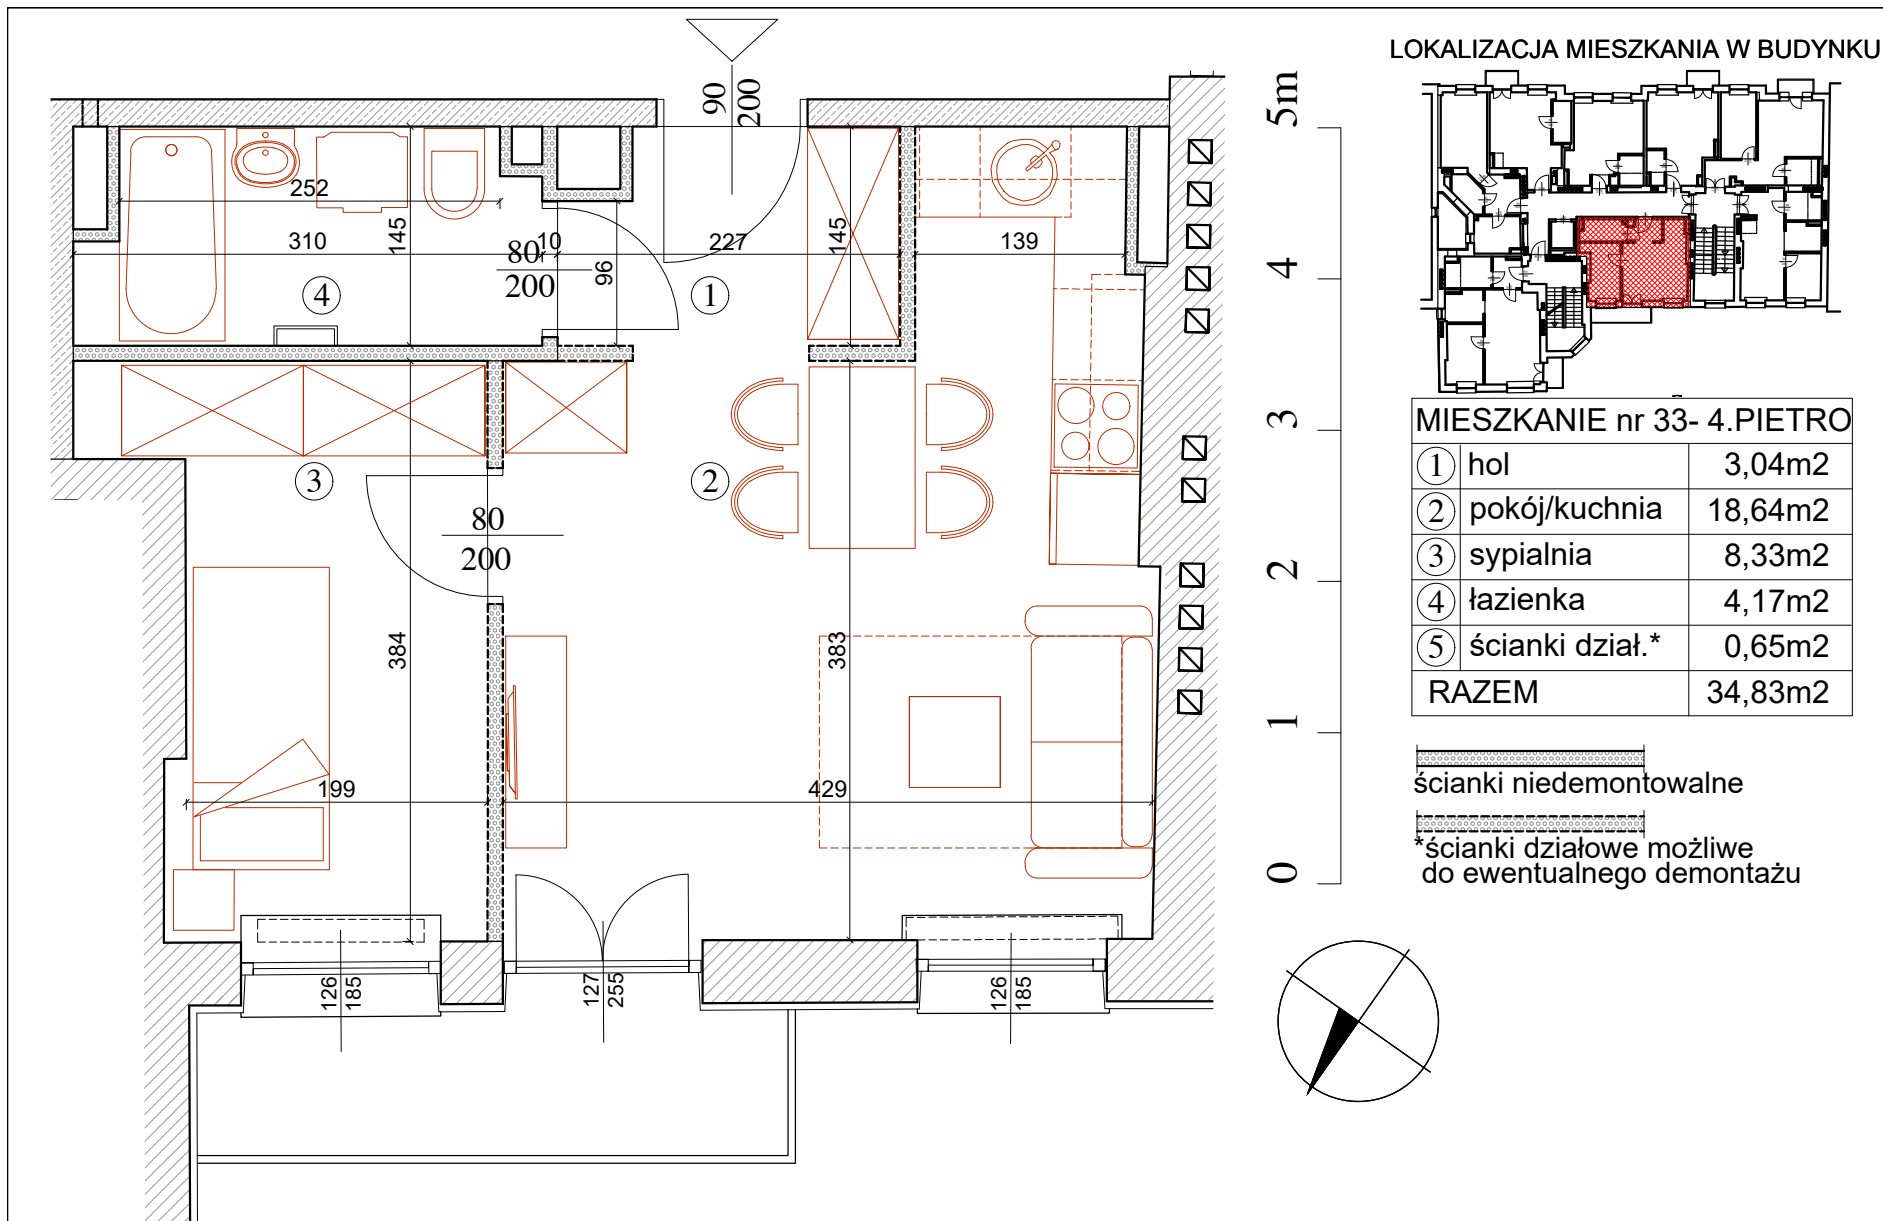 LOKALIZACJA MIESZKANIA W BUDYNKU
90
200
5m
252
310
145
80
10
200
96
227
145
139
4
1
4
MIESZKANIE nr 33- 4.PIETRO
1 hol 3,04m2
2 pokój/kuchnia 18,64m2
3 sypialnia 8,33m2
4 łazienka 4,17m2
5 ścianki dział.* 0,65m2
RAZEM 34,83m2
3
3
2
80
200
2
384
383
1
199
429
0
ścianki niedemontowalne
*ścianki działowe możliwe
do ewentualnego demontażu
126
185
127
255
126
185